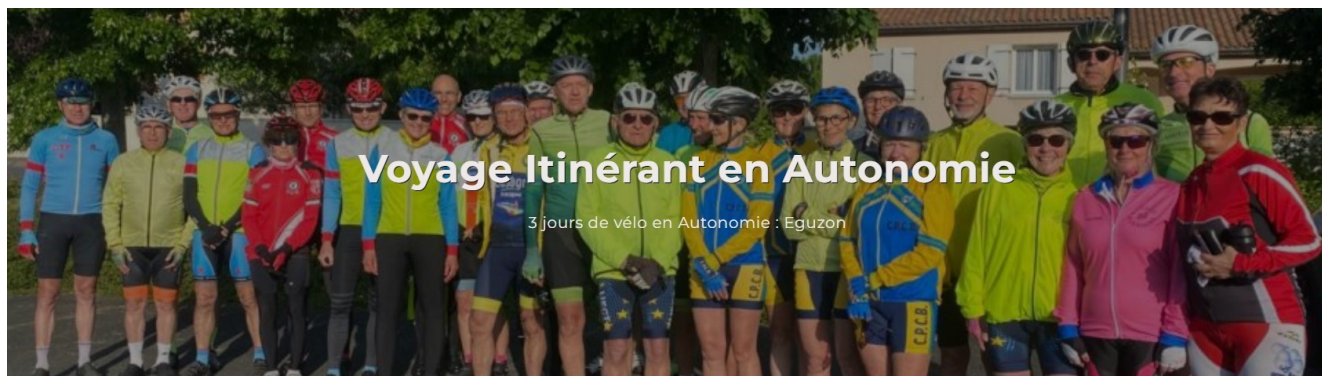 Voyage Itinérant en Autonomie
3 jours de vélo en Autonomie : Eguzon
C.P.C.B.
C.P.C.B.